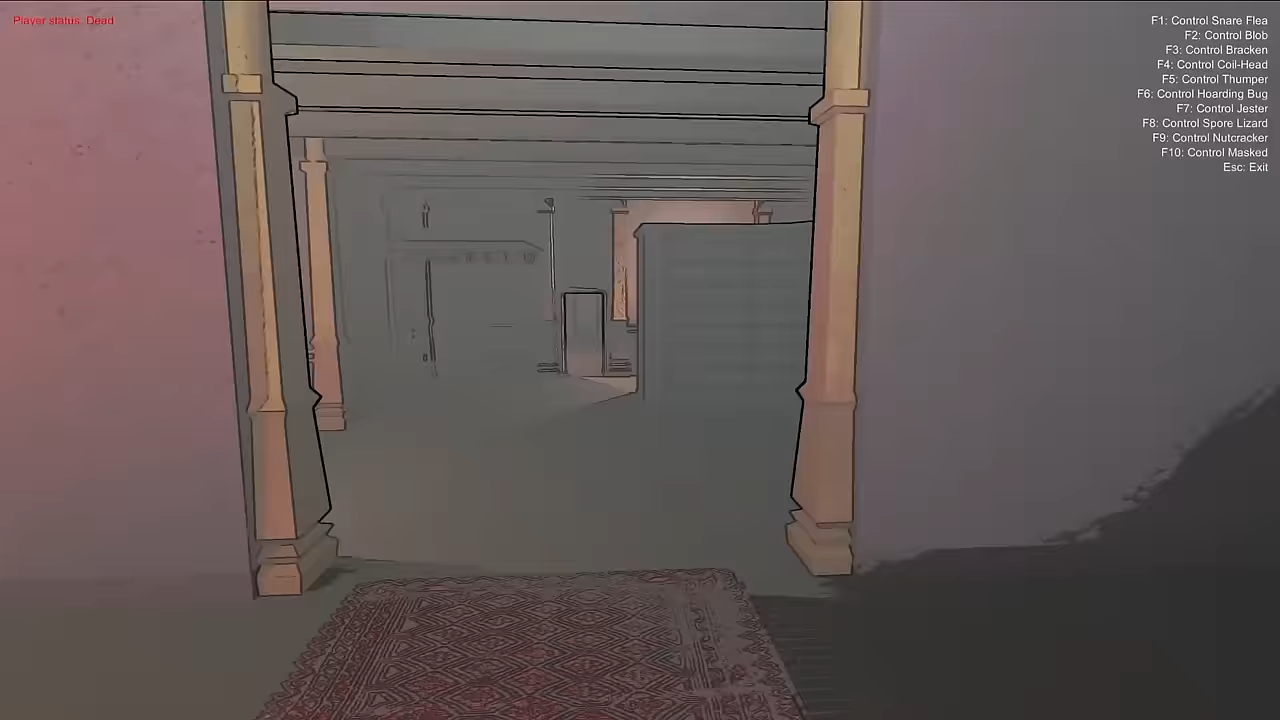 Player status: Dead
F1: Control Snare Flea
F2: Control Blob
F3: Control Bracken
F4: Control Coil-Head
F5: Control Thumper
F6: Control Hoarding Bug
F7: Control Jester
F8: Control Spore Lizard
F9: Control Nutcracker
F10: Control Masked
Esc: Exit